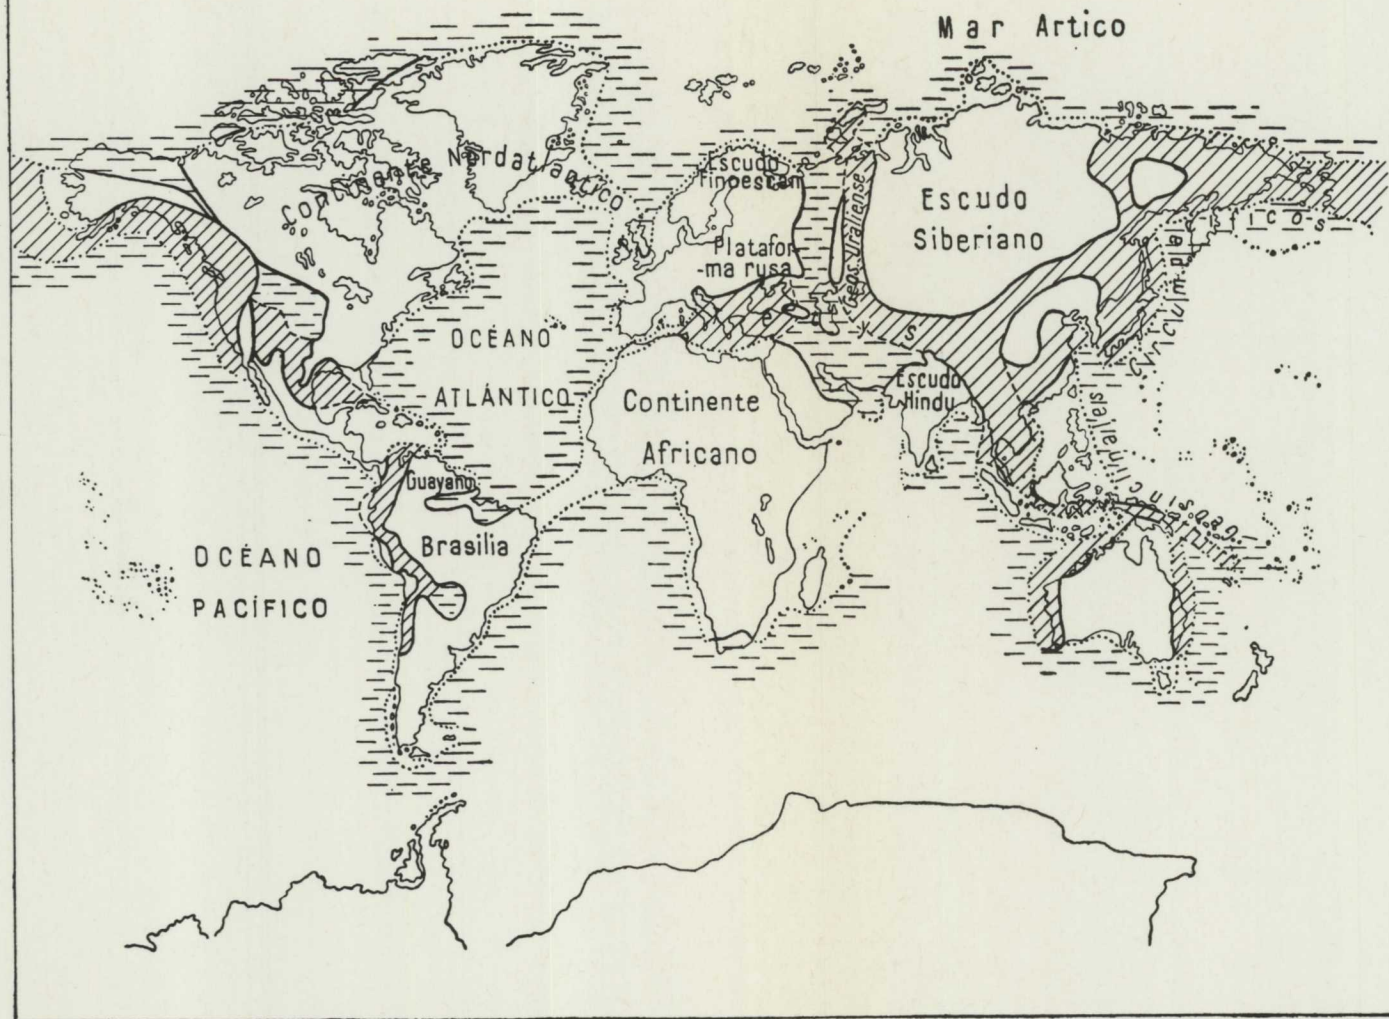 Mar Artico
Continente Nordatlántico
Escudo
Finoescan
Platafor-
-ma rusa
Geos. Uraliense
Escudo
Siberiano
OCÉANO
ATLÁNTICO
Continente
Africano
Escudo
Hindu
Guayana
Brasilia
OCÉANO
PACÍFICO